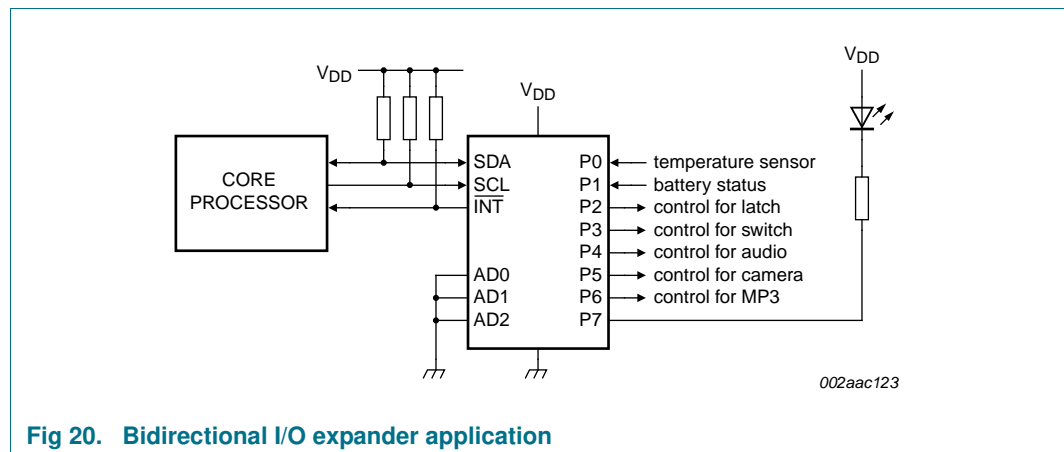 VDD
VDD
VDD
CORE
PROCESSOR
SDA
SCL
INT
AD0
AD1
AD2
P0
P1
P2
P3
P4
P5
P6
P7
temperature sensor
battery status
control for latch
control for switch
control for audio
control for camera
control for MP3
002aac123
Fig 20. Bidirectional I/O expander application